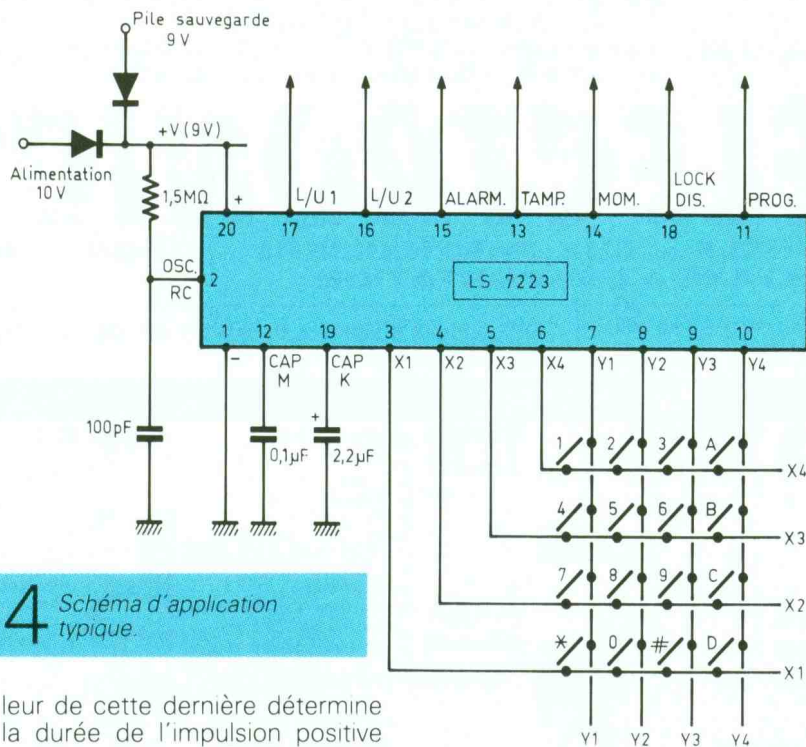 Pile sauvegarde
9 V
Alimentation
10 V
+V (9V)
1,5MΩ
L/U 1
L/U 2
ALARM.
TAMP.
MOM.
LOCK
DIS.
PROG.
+
20
17
16
15
13
14
18
11
OSC.
RC
2
LS 7223
1
12
19
3
4
5
6
7
8
9
10
−
CAP
M
CAP
K
X1
X2
X3
X4
Y1
Y2
Y3
Y4
100pF
0,1µF
+
2,2µF
1 2 3 A
X4
4 5 6 B
X3
7 8 9 C
X2
* 0 # D
X1
Y1 Y2 Y3 Y4
4 Schéma d'application
typique.
leur de cette dernière détermine
la durée de l'impulsion positive